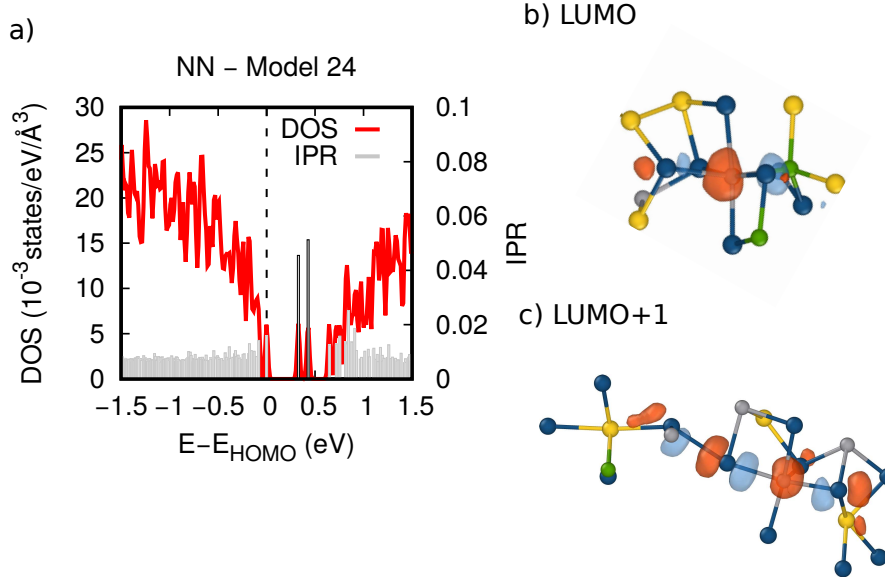 a)
NN − Model 24
DOS
IPR
30
25
20
15
10
5
0
DOS (10⁻³ states/eV/Å³)
0.1
0.08
0.06
0.04
0.02
0
IPR
−1.5 −1 −0.5 0 0.5 1 1.5
E−E_HOMO (eV)
b) LUMO
c) LUMO+1